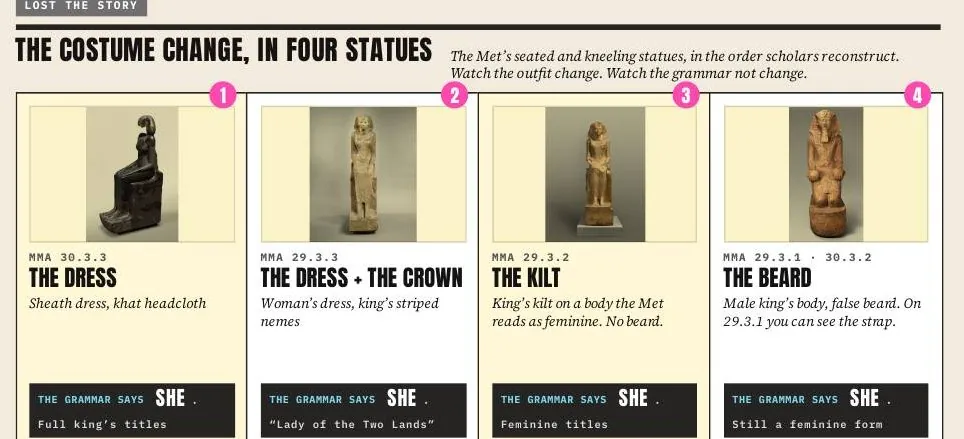 LOST THE STORY
THE COSTUME CHANGE, IN FOUR STATUES
The Met’s seated and kneeling statues, in the order scholars reconstruct.
Watch the outfit change. Watch the grammar not change.
1
MMA 30.3.3
THE DRESS
Sheath dress, khat headcloth
THE GRAMMAR SAYS SHE .
Full king’s titles
2
MMA 29.3.3
THE DRESS + THE CROWN
Woman’s dress, king’s striped
nemes
THE GRAMMAR SAYS SHE .
“Lady of the Two Lands”
3
MMA 29.3.2
THE KILT
King’s kilt on a body the Met
reads as feminine. No beard.
THE GRAMMAR SAYS SHE .
Feminine titles
4
MMA 29.3.1 · 30.3.2
THE BEARD
Male king’s body, false beard. On
29.3.1 you can see the strap.
THE GRAMMAR SAYS SHE .
Still a feminine form